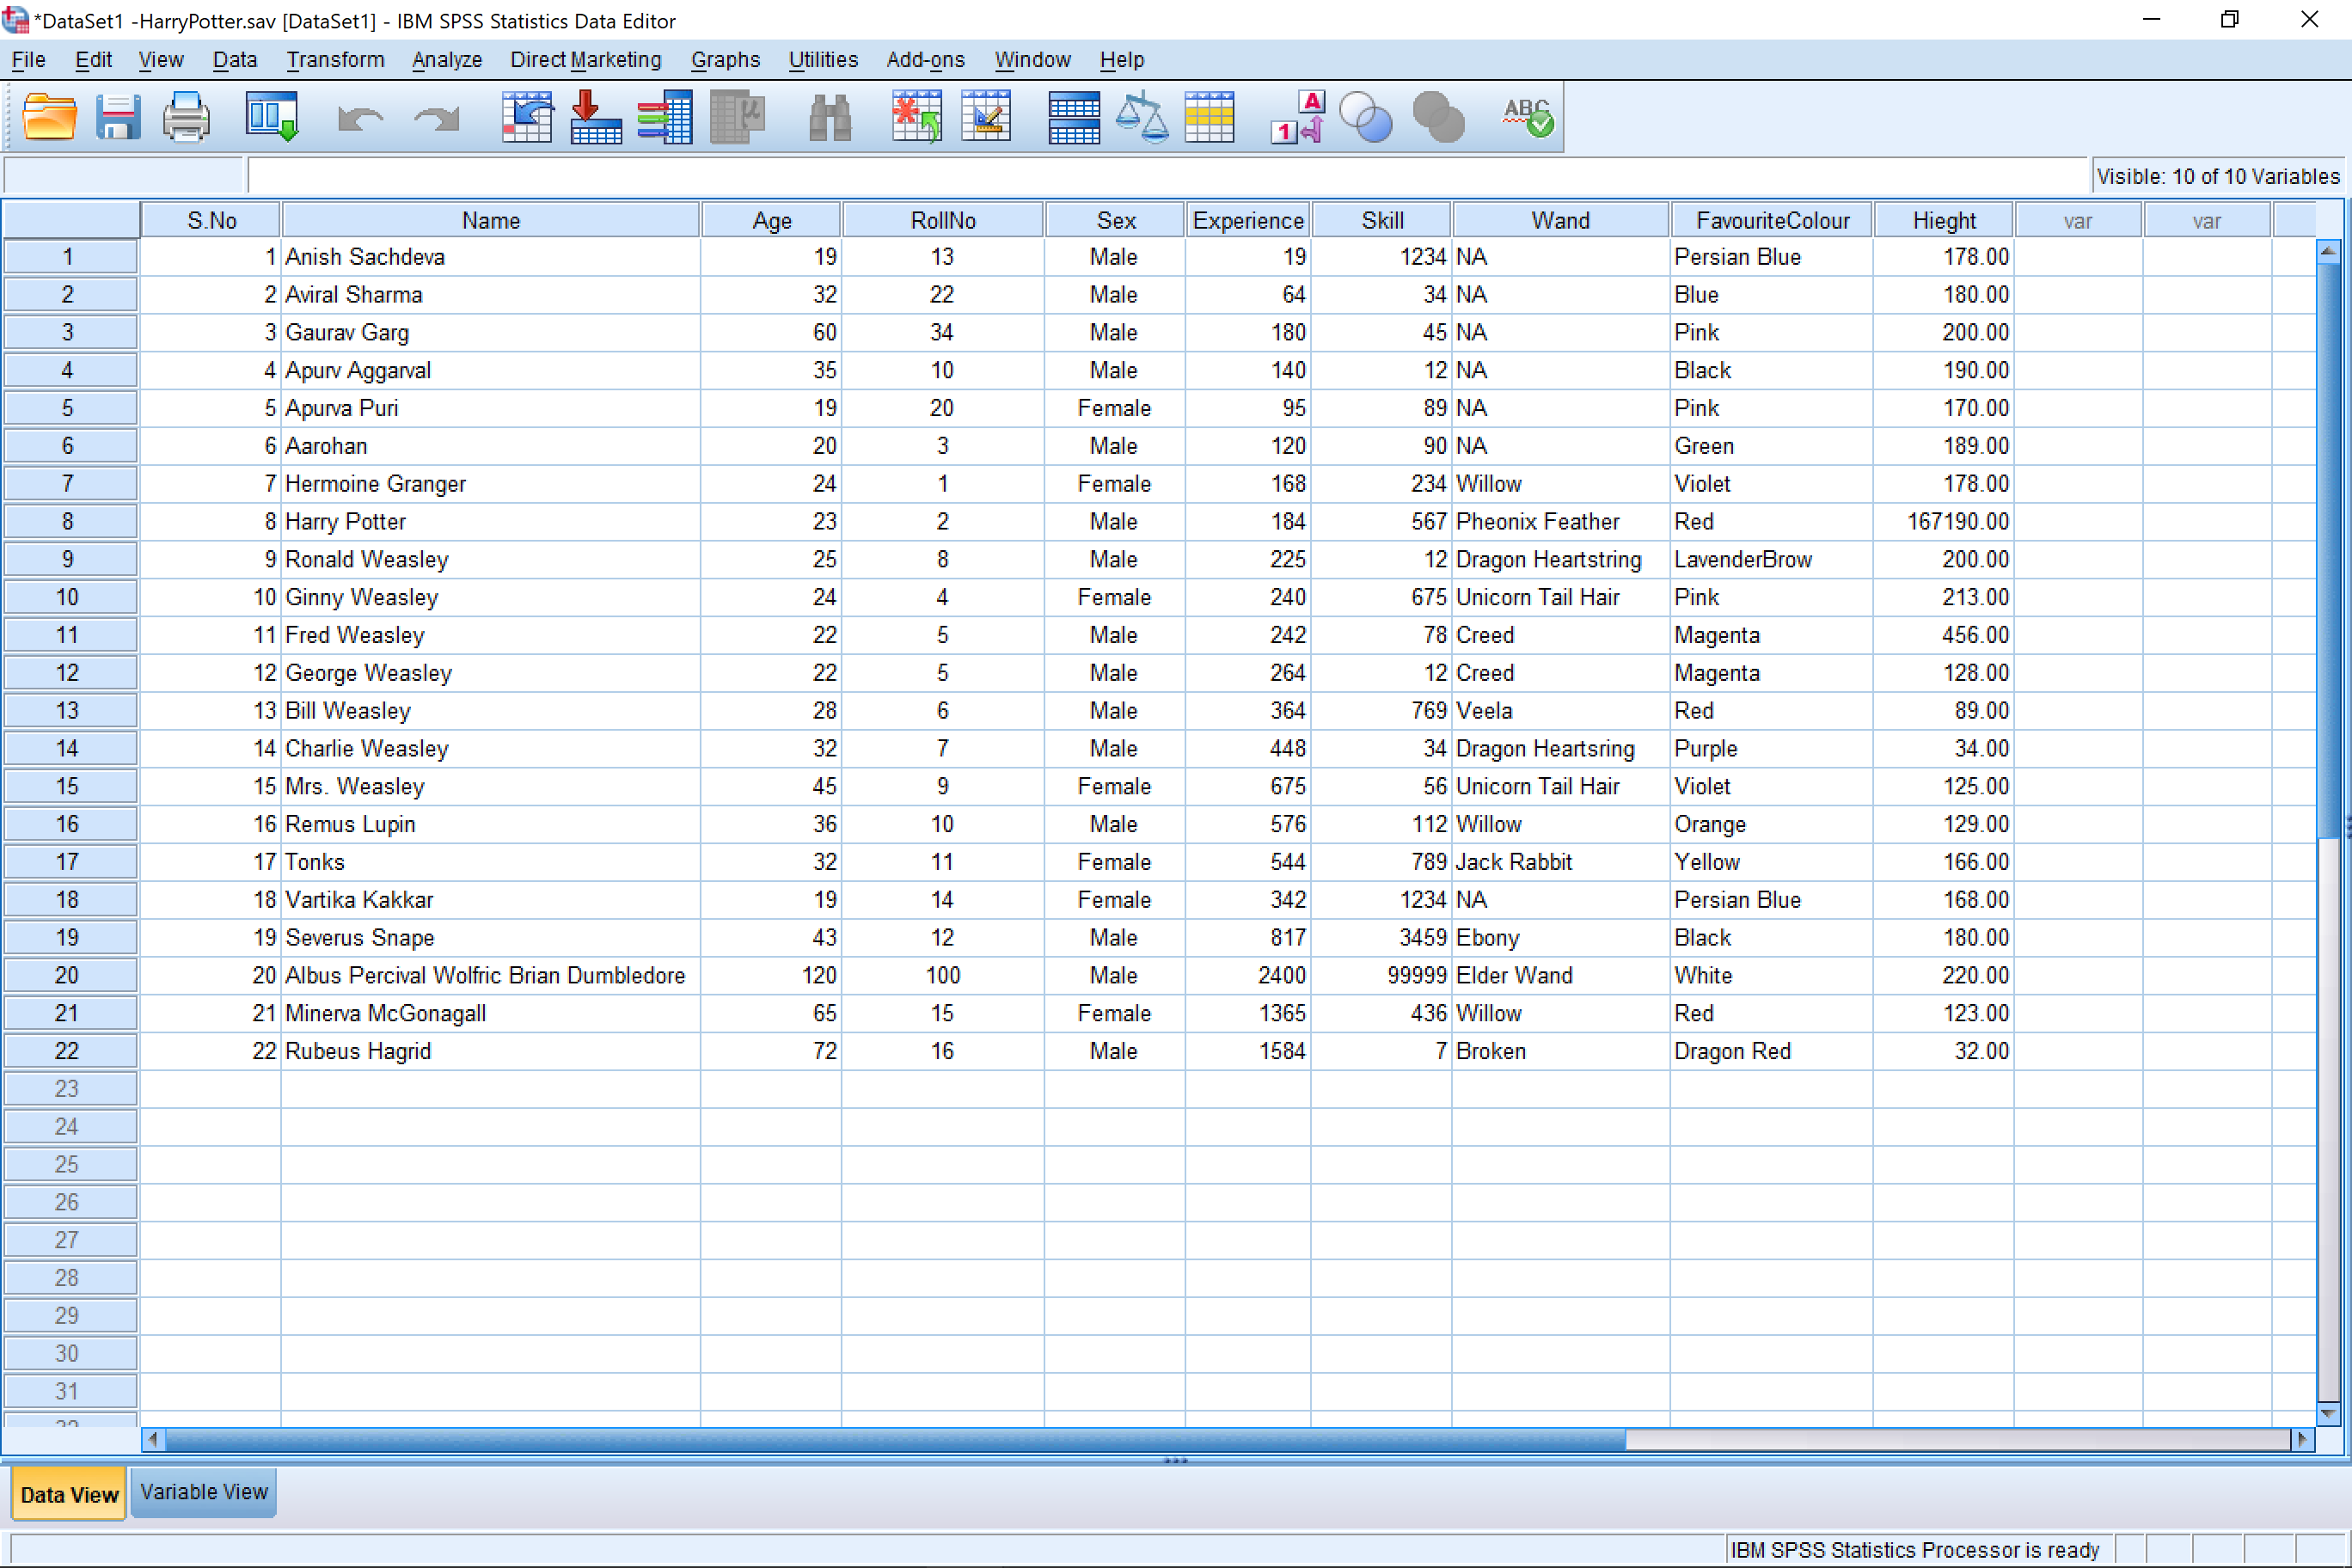 *DataSet1 -HarryPotter.sav [DataSet1] - IBM SPSS Statistics Data Editor
File Edit View Data Transform Analyze Direct Marketing Graphs Utilities Add-ons Window Help
A
1
µ
ABC
Visible: 10 of 10 Variables
S.No Name Age RollNo Sex Experience Skill Wand FavouriteColour Hieght var var
1 1 Anish Sachdeva 19 13 Male 19 1234 NA Persian Blue 178.00
2 2 Aviral Sharma 32 22 Male 64 34 NA Blue 180.00
3 3 Gaurav Garg 60 34 Male 180 45 NA Pink 200.00
4 4 Apurv Aggarval 35 10 Male 140 12 NA Black 190.00
5 5 Apurva Puri 19 20 Female 95 89 NA Pink 170.00
6 6 Aarohan 20 3 Male 120 90 NA Green 189.00
7 7 Hermoine Granger 24 1 Female 168 234 Willow Violet 178.00
8 8 Harry Potter 23 2 Male 184 567 Pheonix Feather Red 167190.00
9 9 Ronald Weasley 25 8 Male 225 12 Dragon Heartstring LavenderBrow 200.00
10 10 Ginny Weasley 24 4 Female 240 675 Unicorn Tail Hair Pink 213.00
11 11 Fred Weasley 22 5 Male 242 78 Creed Magenta 456.00
12 12 George Weasley 22 5 Male 264 12 Creed Magenta 128.00
13 13 Bill Weasley 28 6 Male 364 769 Veela Red 89.00
14 14 Charlie Weasley 32 7 Male 448 34 Dragon Heartsring Purple 34.00
15 15 Mrs. Weasley 45 9 Female 675 56 Unicorn Tail Hair Violet 125.00
16 16 Remus Lupin 36 10 Male 576 112 Willow Orange 129.00
17 17 Tonks 32 11 Female 544 789 Jack Rabbit Yellow 166.00
18 18 Vartika Kakkar 19 14 Female 342 1234 NA Persian Blue 168.00
19 19 Severus Snape 43 12 Male 817 3459 Ebony Black 180.00
20 20 Albus Percival Wolfric Brian Dumbledore 120 100 Male 2400 99999 Elder Wand White 220.00
21 21 Minerva McGonagall 65 15 Female 1365 436 Willow Red 123.00
22 22 Rubeus Hagrid 72 16 Male 1584 7 Broken Dragon Red 32.00
23
24
25
26
27
28
29
30
31
Data View Variable View
IBM SPSS Statistics Processor is ready